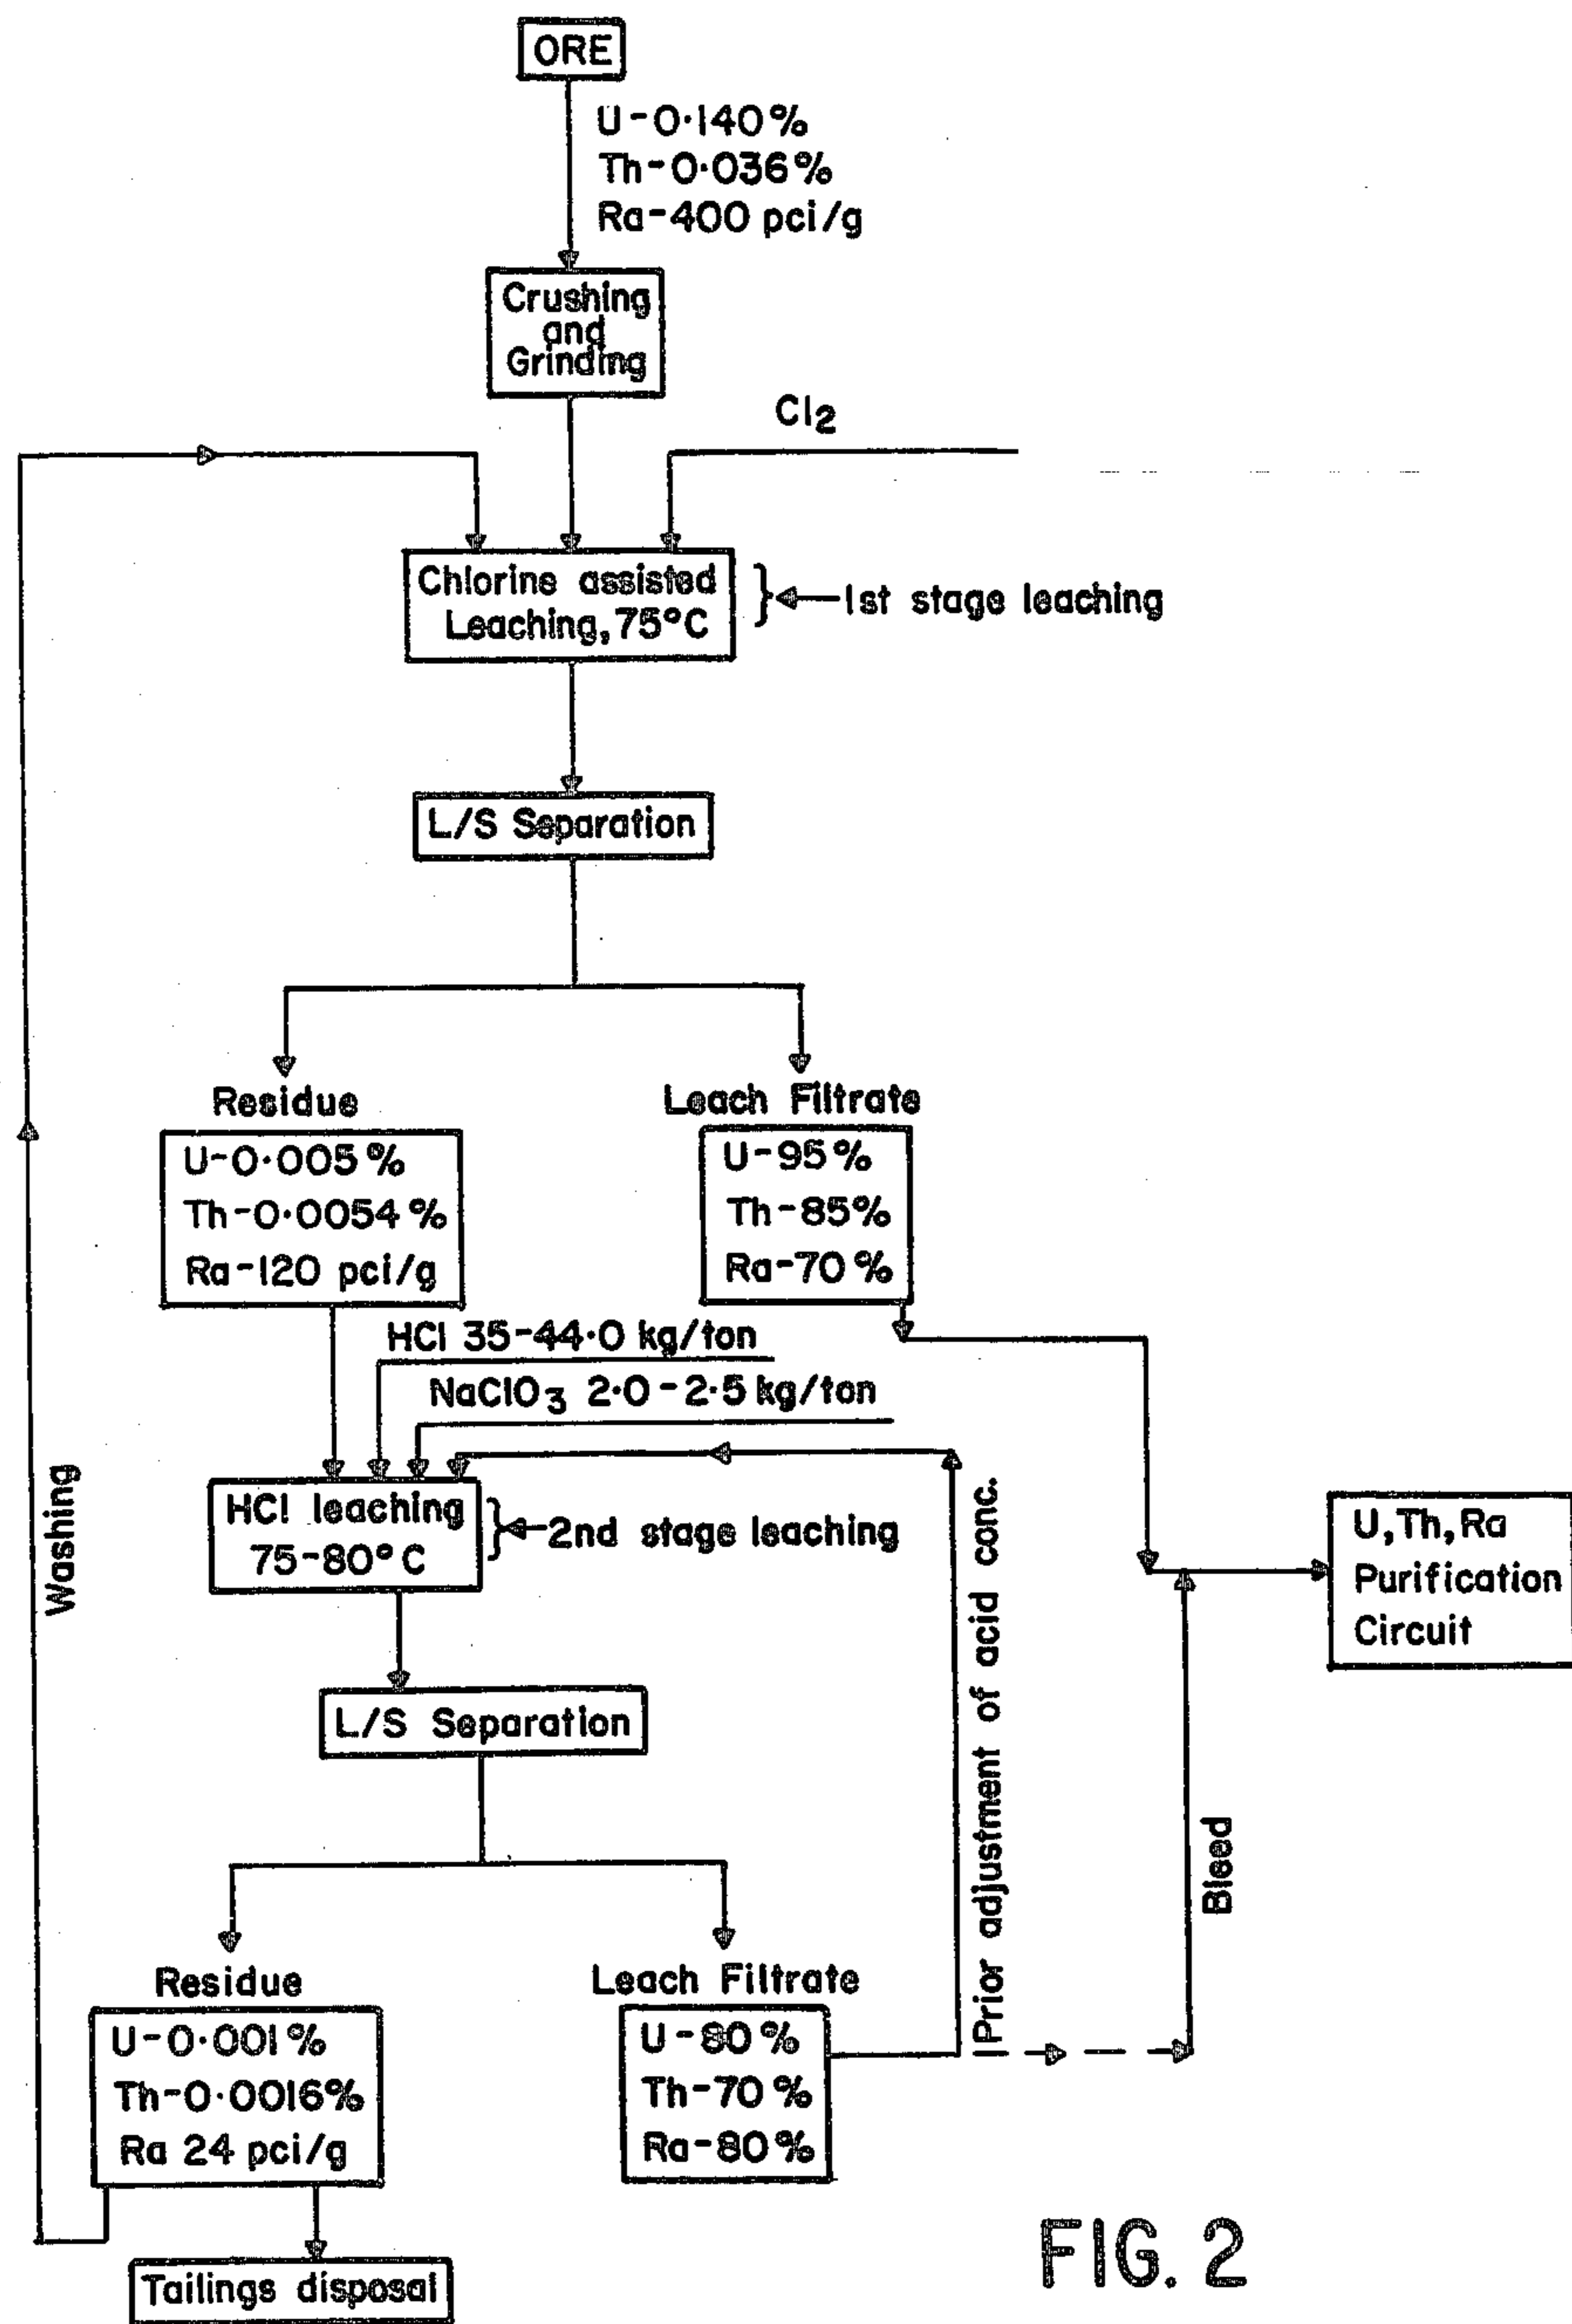 ORE
U-0.140%
Th-0.036%
Ra-400 pci/g
Crushing
and
Grinding
Cl2
Chlorine assisted
Leaching, 75°C
1st stage leaching
L/S Separation
Residue
Leach Filtrate
U-0.005%
Th-0.0054%
Ra-120 pci/g
U-95%
Th-85%
Ra-70%
HCl 35-44.0 kg/ton
NaClO3 2.0-2.5 kg/ton
HCl leaching
75-80°C
2nd stage leaching
Washing
Prior adjustment of acid conc.
U, Th, Ra
Purification
Circuit
L/S Separation
Bleed
Residue
Leach Filtrate
U-0.001%
Th-0.0016%
Ra 24 pci/g
U-80%
Th-70%
Ra-80%
Tailings disposal
FIG. 2